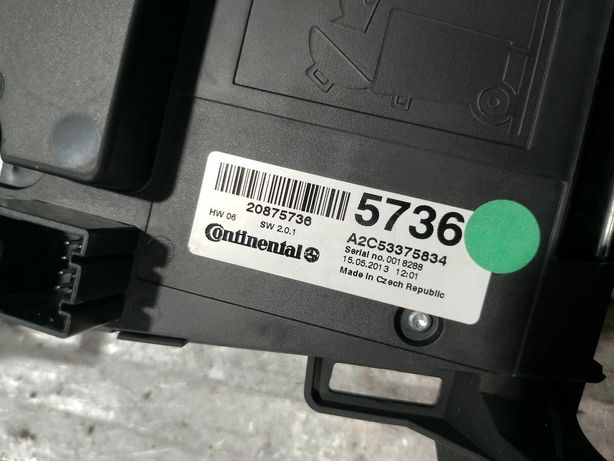 20875736
HW 06
SW 2.0.1
Continental
5736
A2C53375834
Serial no.0018288
15.05.2013 12:01
Made in Czech Republic